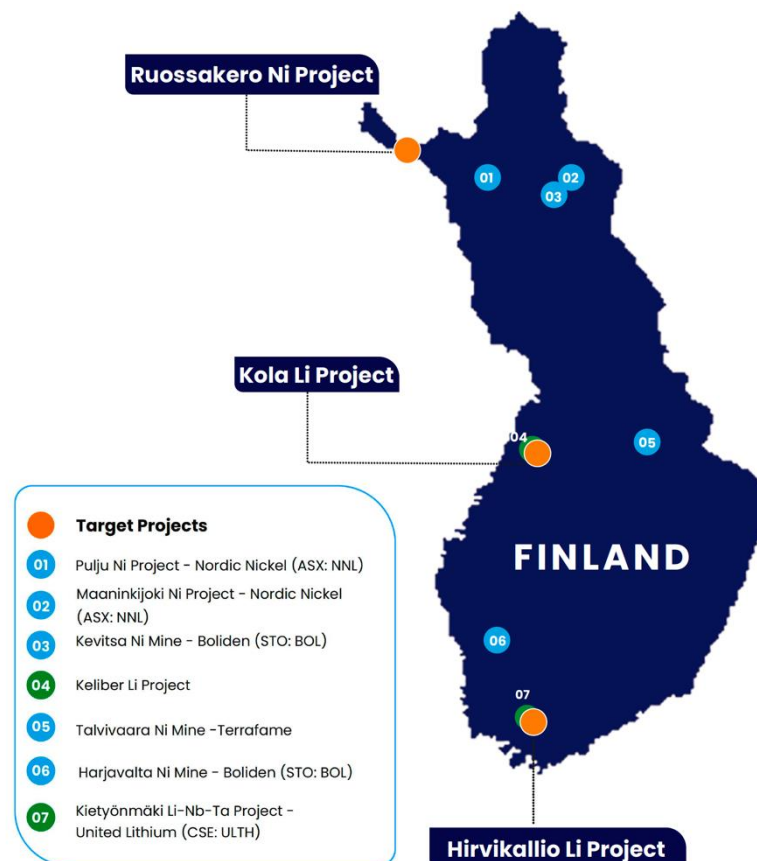 Ruossakero Ni Project
01
02
03
Kola Li Project
04
05
FINLAND
06
07
Hirvikallio Li Project
Target Projects
01 Pulju Ni Project - Nordic Nickel (ASX: NNL)
02 Maaninkijoki Ni Project - Nordic Nickel
(ASX: NNL)
03 Kevitsa Ni Mine - Boliden (STO: BOL)
04 Keliber Li Project
05 Talvivaara Ni Mine -Terrafame
06 Harjavalta Ni Mine - Boliden (STO: BOL)
07 Kietyönmäki Li-Nb-Ta Project -
United Lithium (CSE: ULTH)